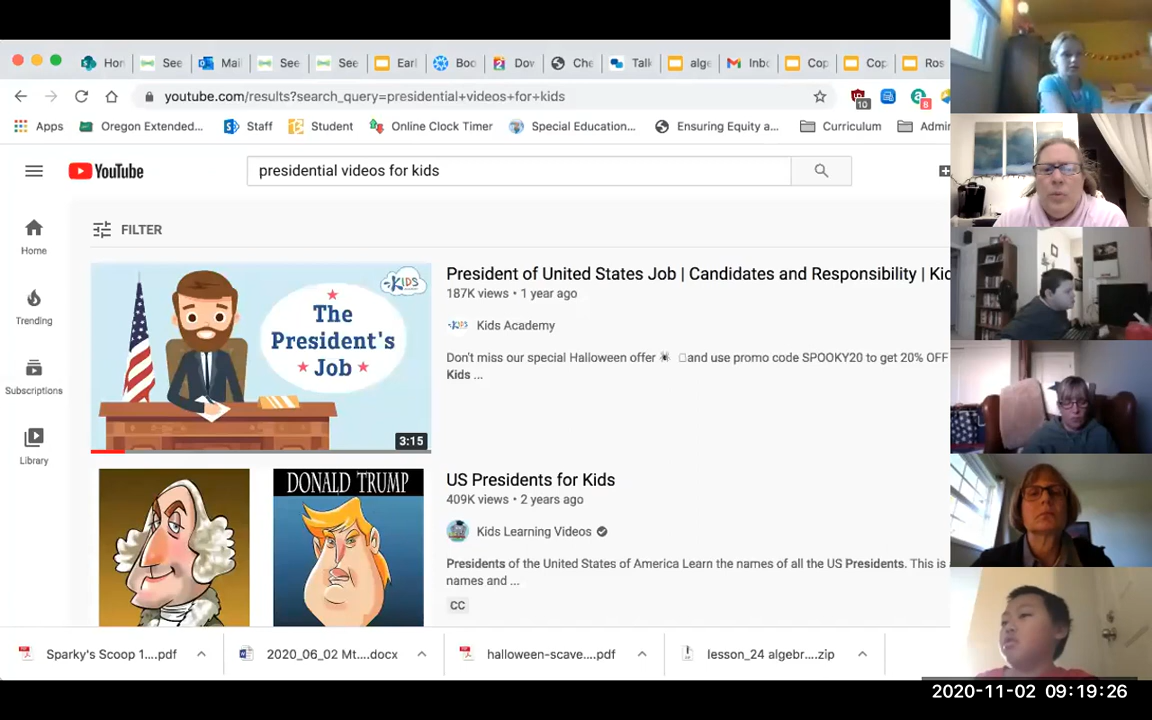 Hon
See
Mail
See
See
Earl
Boo
Dov
Che
Talk
alge
Inbo
Cop
Cop
Ros
youtube.com/results?search_query=presidential+videos+for+kids
10
8
Apps
Oregon Extended...
Staff
Student
Online Clock Timer
Special Education...
Ensuring Equity a...
Curriculum
Admin
YouTube
presidential videos for kids
Home
Trending
Subscriptions
Library
FILTER
KIDS
The
President's
Job
3:15
President of United States Job | Candidates and Responsibility | Kid
187K views • 1 year ago
KIDS
Kids Academy
Don't miss our special Halloween offer 🕷 □and use promo code SPOOKY20 to get 20% OFF
Kids ...
DONALD TRUMP
US Presidents for Kids
409K views • 2 years ago
Kids Learning Videos
Presidents of the United States of America Learn the names of all the US Presidents. This is
names and ...
CC
Sparky's Scoop 1....pdf
2020_06_02 Mt....docx
halloween-scave....pdf
lesson_24 algebr....zip
2020-11-02 09:19:26